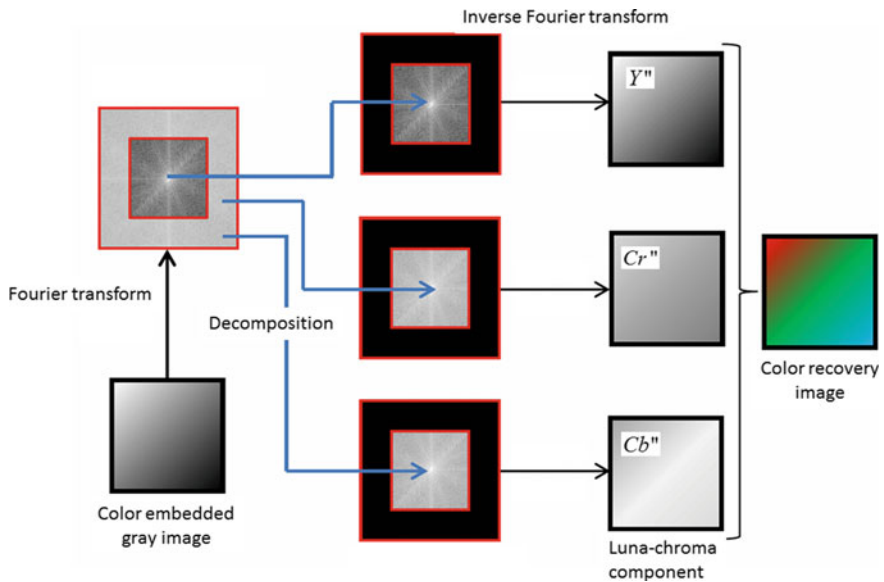 Inverse Fourier transform
Y"
Fourier transform
Cr"
Decomposition
Color recovery
image
Cb"
Color embedded
gray image
Luna-chroma
component